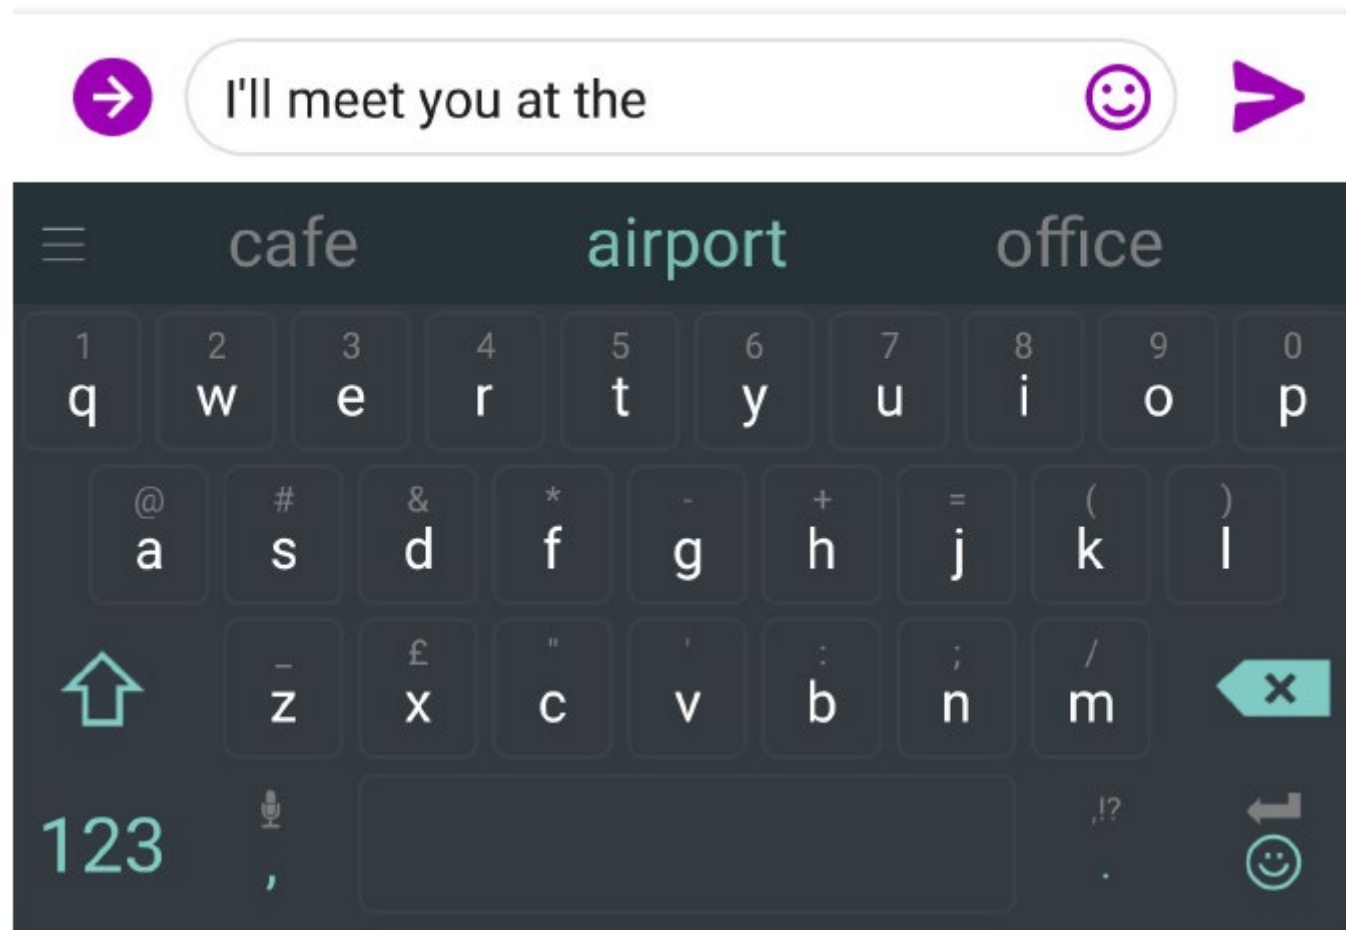 I'll meet you at the
cafe airport office
1 2 3 4 5 6 7 8 9 0
q w e r t y u i o p
@ # & * - + = ( )
a s d f g h j k l
_ £ " ' : ; /
z x c v b n m
,!?
123 , .